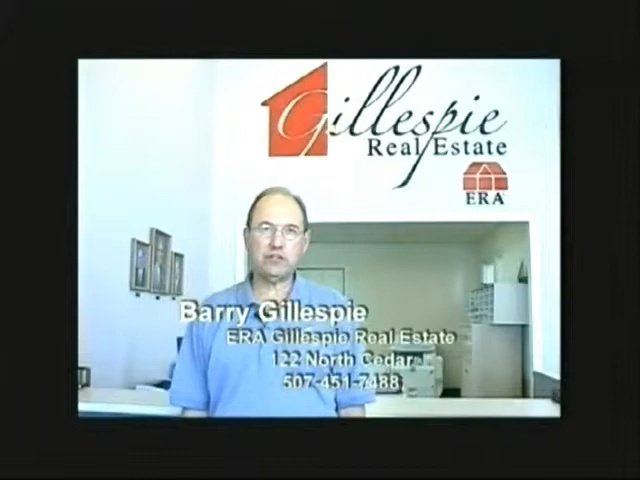 Gillespie
Real Estate
ERA
Barry Gillespie
ERA Gillespie Real Estate
122 North Cedar
507-451-7488